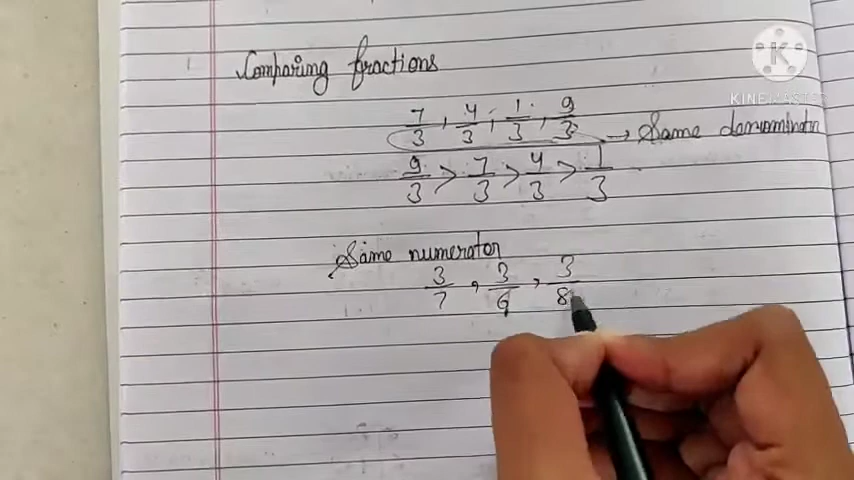 Comparing fractions
7/3, 4/3, 1/3, 9/3 → Same denominator
9/3 > 7/3 > 4/3 > 1/3
Same numerator
3/7, 3/6, 3/8
K
KINEMASTER